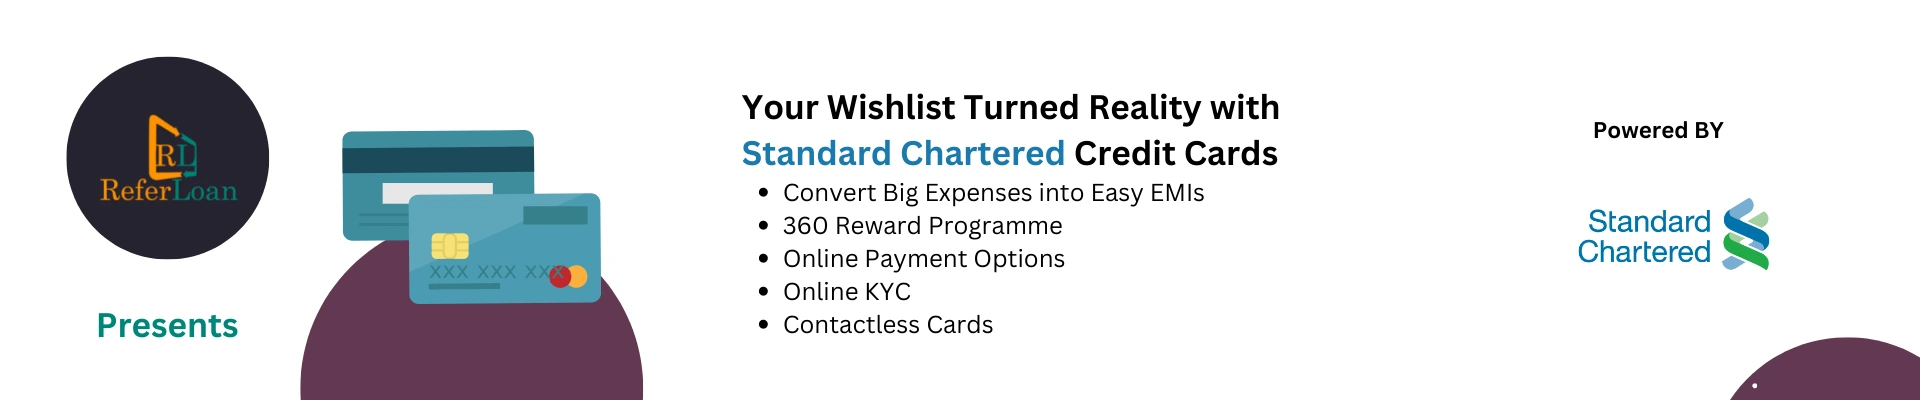 RL
ReferLoan
Presents
XXX XXX XXX
Your Wishlist Turned Reality with
Standard Chartered Credit Cards
• Convert Big Expenses into Easy EMIs
• 360 Reward Programme
• Online Payment Options
• Online KYC
• Contactless Cards
Powered BY
Standard
Chartered